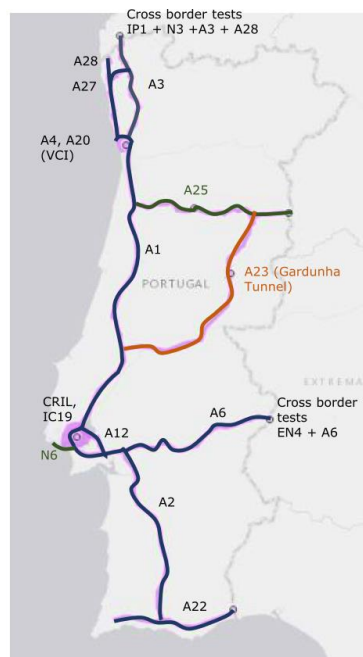 Cross border tests
IP1 + N3 +A3 + A28
A28
A27
A3
A4, A20
(VCI)
A25
A1
A23 (Gardunha
Tunnel)
PORTUGAL
EXTREMA
CRIL,
IC19
A12
A6
Cross border
tests
EN4 + A6
N6
A2
A22